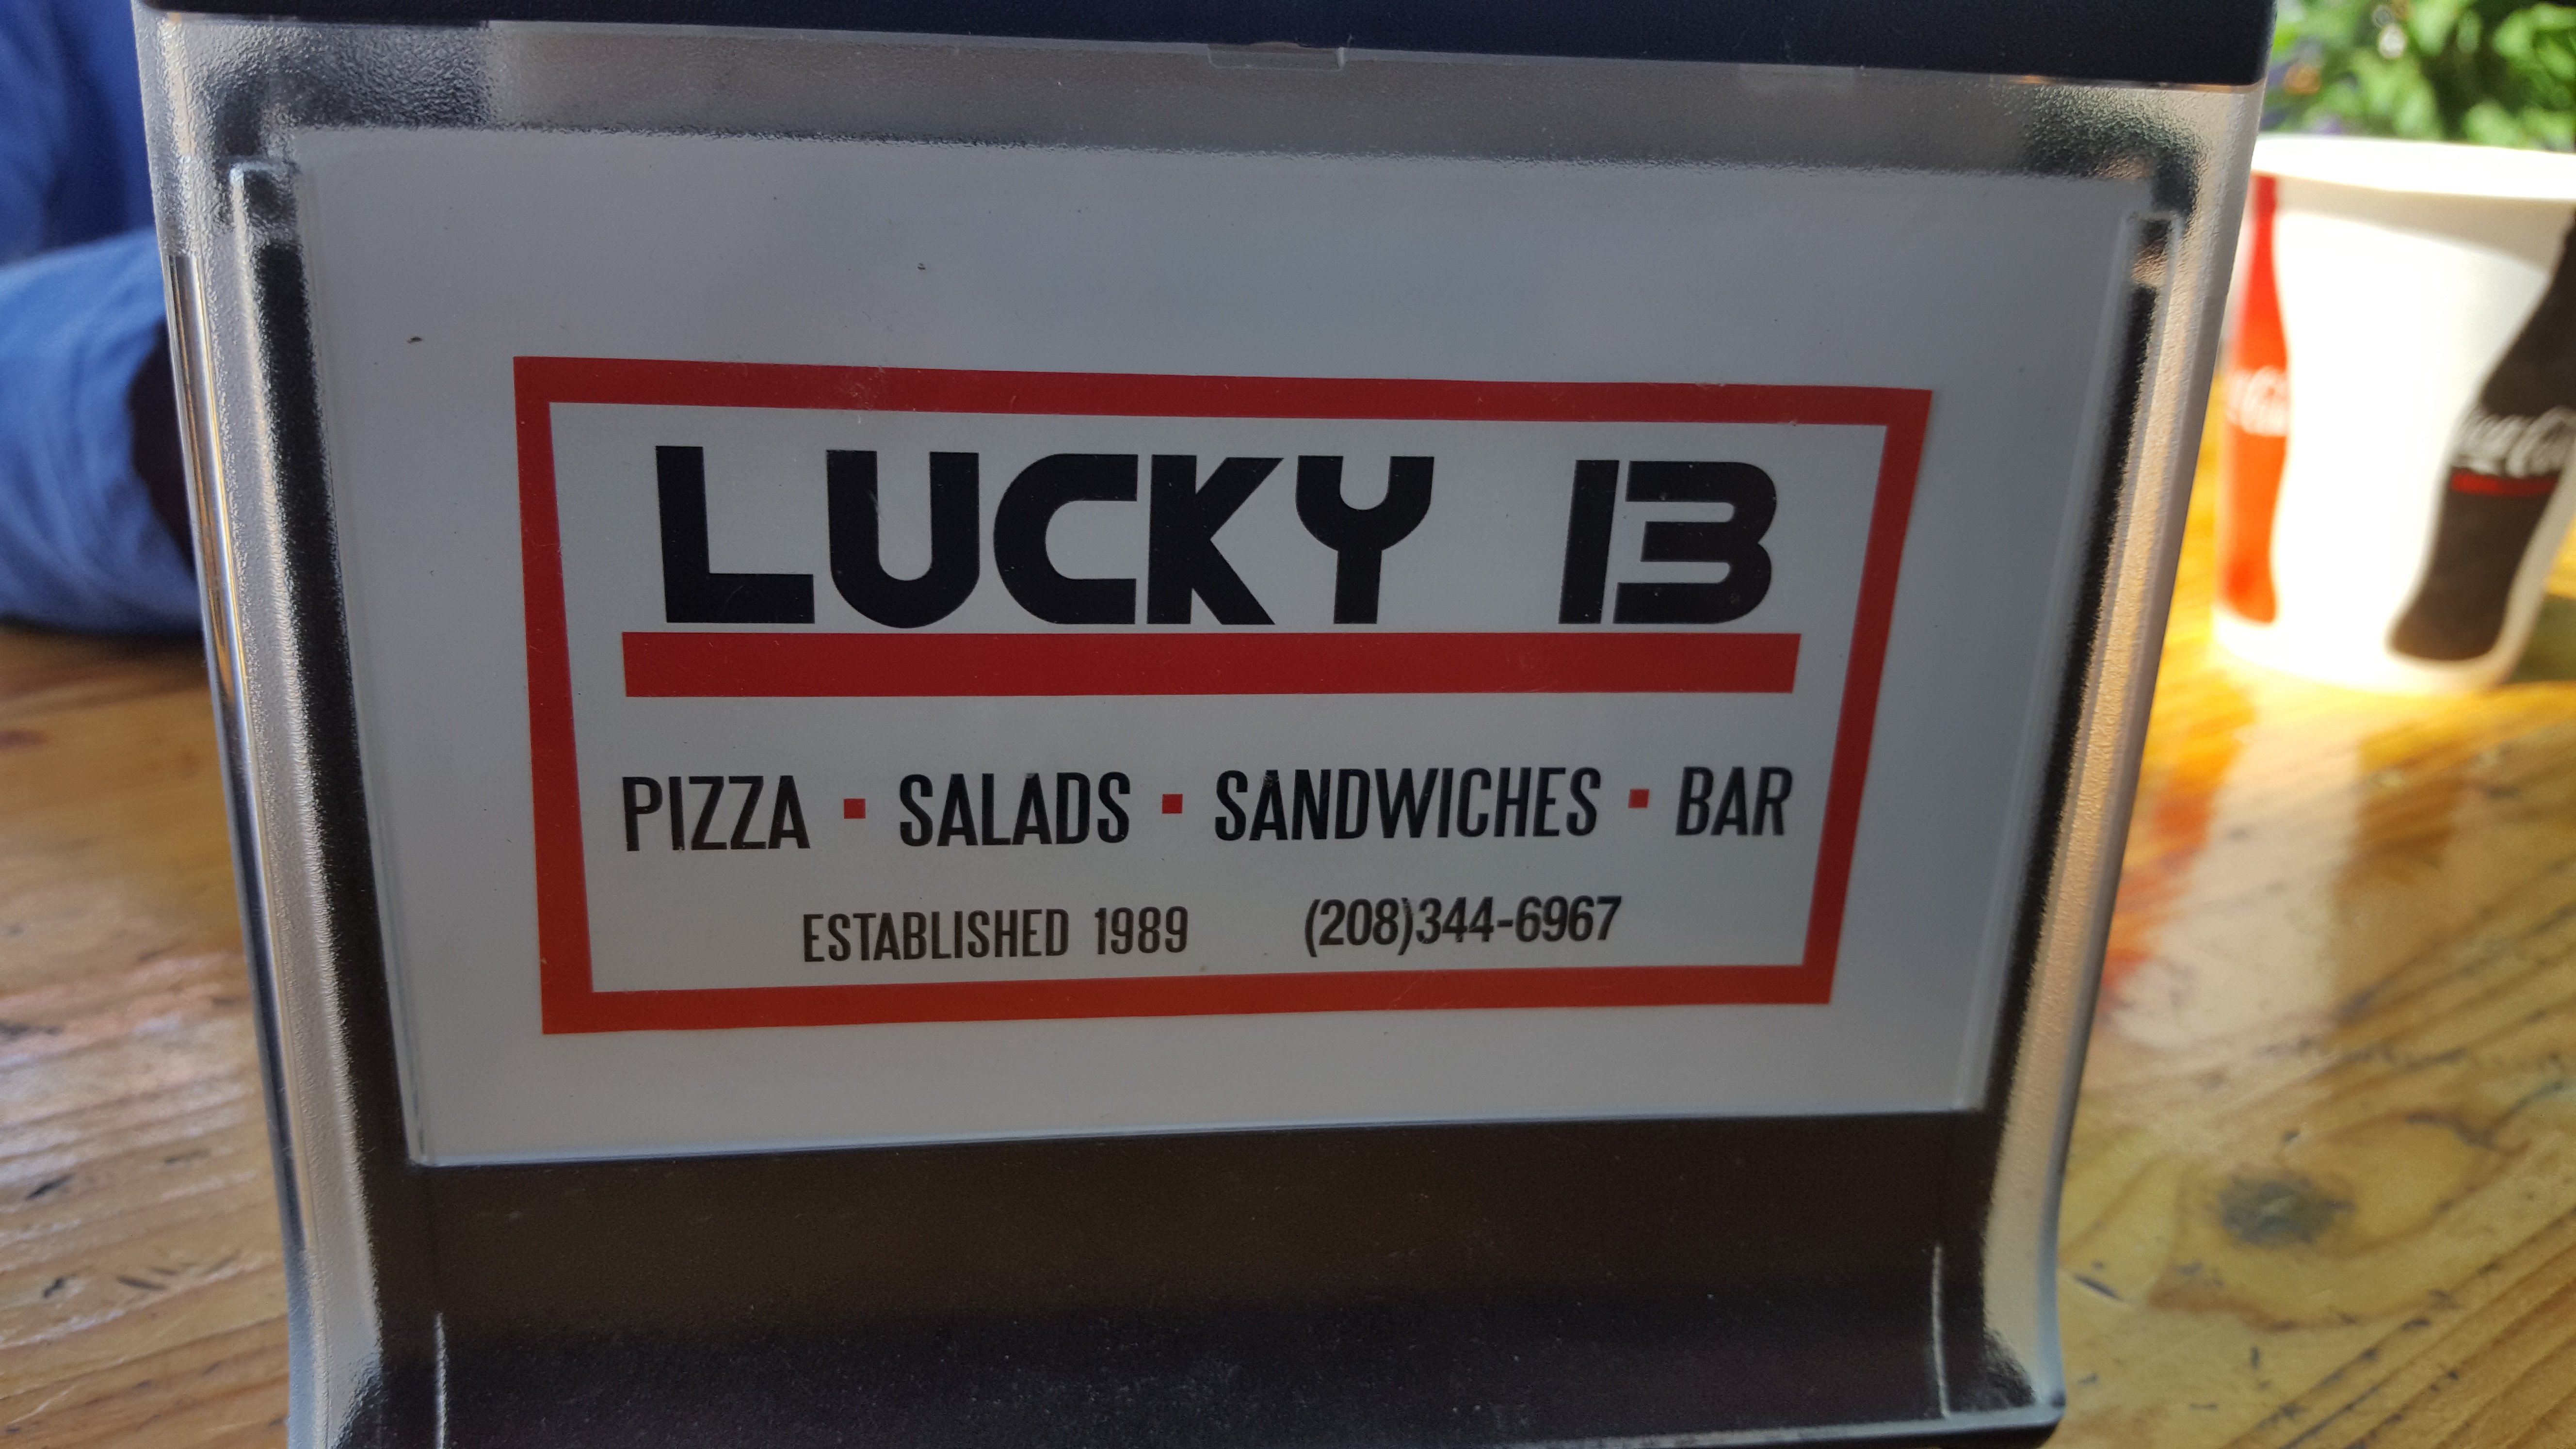 LUCKY 13
PIZZA ▪ SALADS ▪ SANDWICHES ▪ BAR
ESTABLISHED 1989 (208)344-6967